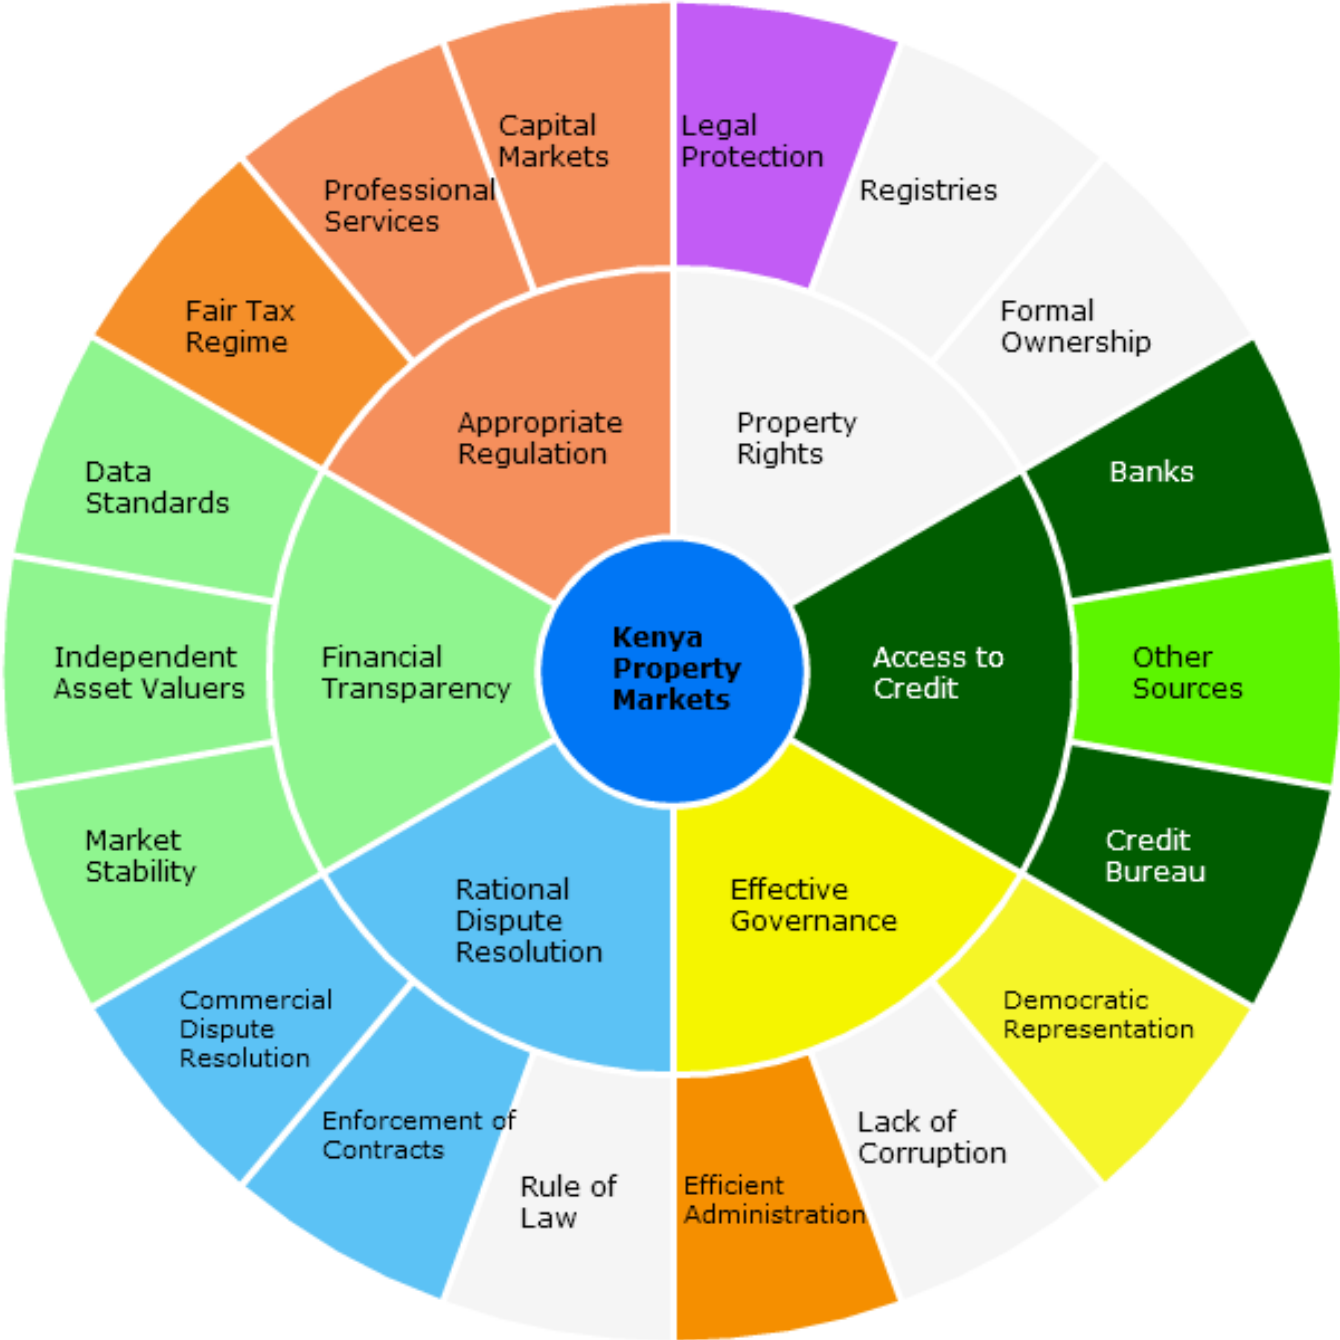 Capital
Markets
Legal
Protection
Professional
Services
Registries
Fair Tax
Regime
Formal
Ownership
Appropriate
Regulation
Property
Rights
Data
Standards
Banks
Independent
Asset Valuers
Financial
Transparency
Kenya
Property
Markets
Access to
Credit
Other
Sources
Market
Stability
Credit
Bureau
Rational
Dispute
Resolution
Effective
Governance
Commercial
Dispute
Resolution
Democratic
Representation
Enforcement of
Contracts
Lack of
Corruption
Rule of
Law
Efficient
Administration